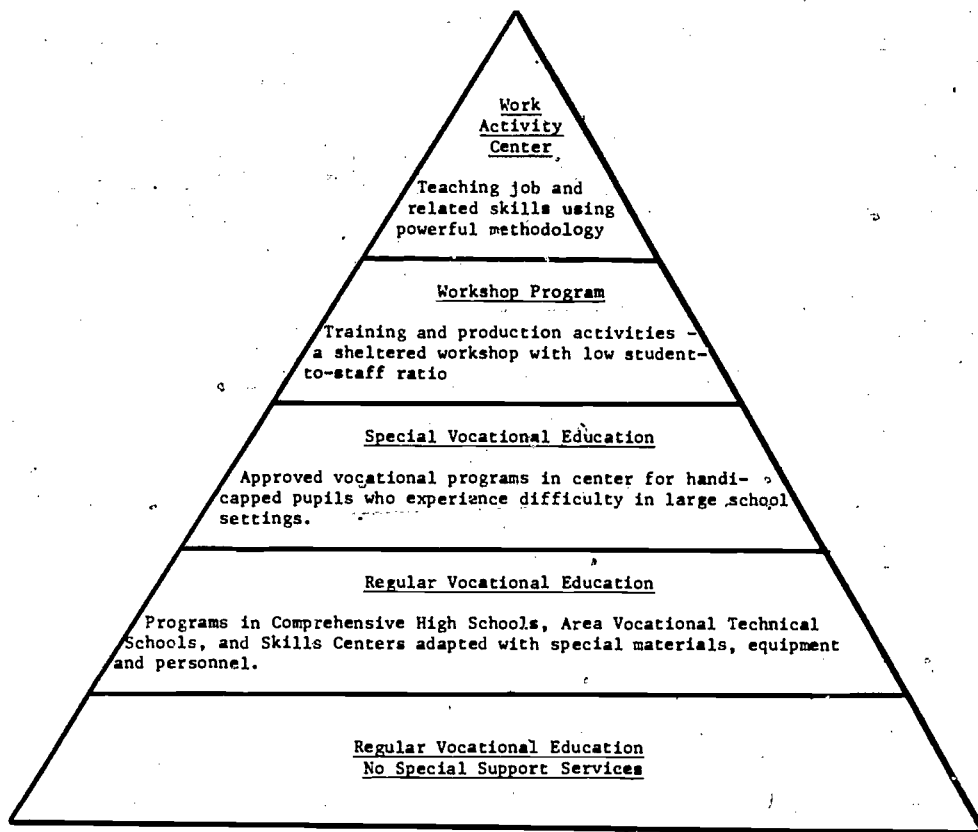 Work
Activity
Center
Teaching job and
related skills using
powerful methodology
Workshop Program
Training and production activities -
a sheltered workshop with low student-
to-staff ratio
Special Vocational Education
Approved vocational programs in center for handi-
capped pupils who experience difficulty in large school
settings.
Regular Vocational Education
Programs in Comprehensive High Schools, Area Vocational Technical
Schools, and Skills Centers adapted with special materials, equipment
and personnel.
Regular Vocational Education
No Special Support Services